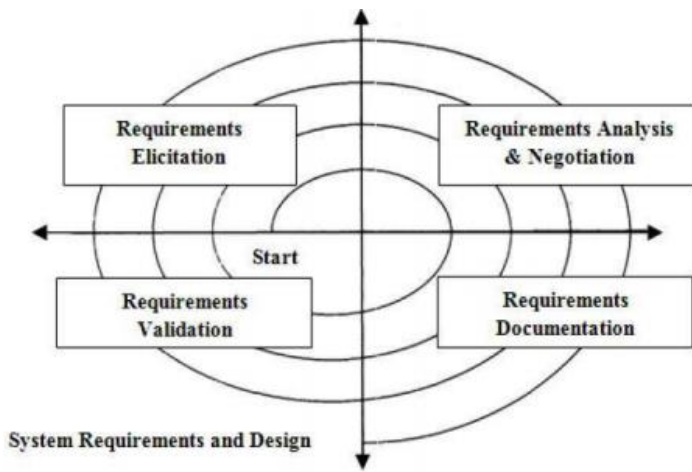 Requirements
Elicitation
Requirements Analysis
& Negotiation
Start
Requirements
Validation
Requirements
Documentation
System Requirements and Design